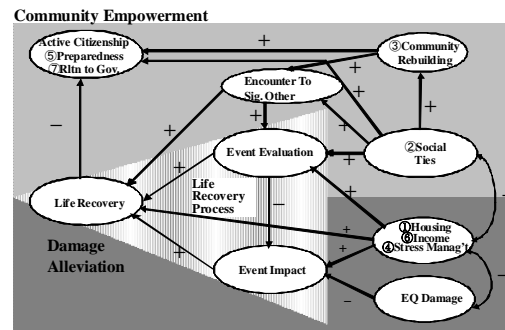 Community Empowerment
Active Citizenship
⑤Preparedness
⑦Rltn to Gov.
+
+
③Community
Rebuilding
Encounter To
Sig. Other
+
+
+
−
+
+
Event Evaluation
+
②Social
Ties
+
Life
Recovery
Process
−
+
−
Life Recovery
①Housing
⑥Income
④Stress Manag't
+
+
Damage
Alleviation
+
Event Impact
−
EQ Damage
−